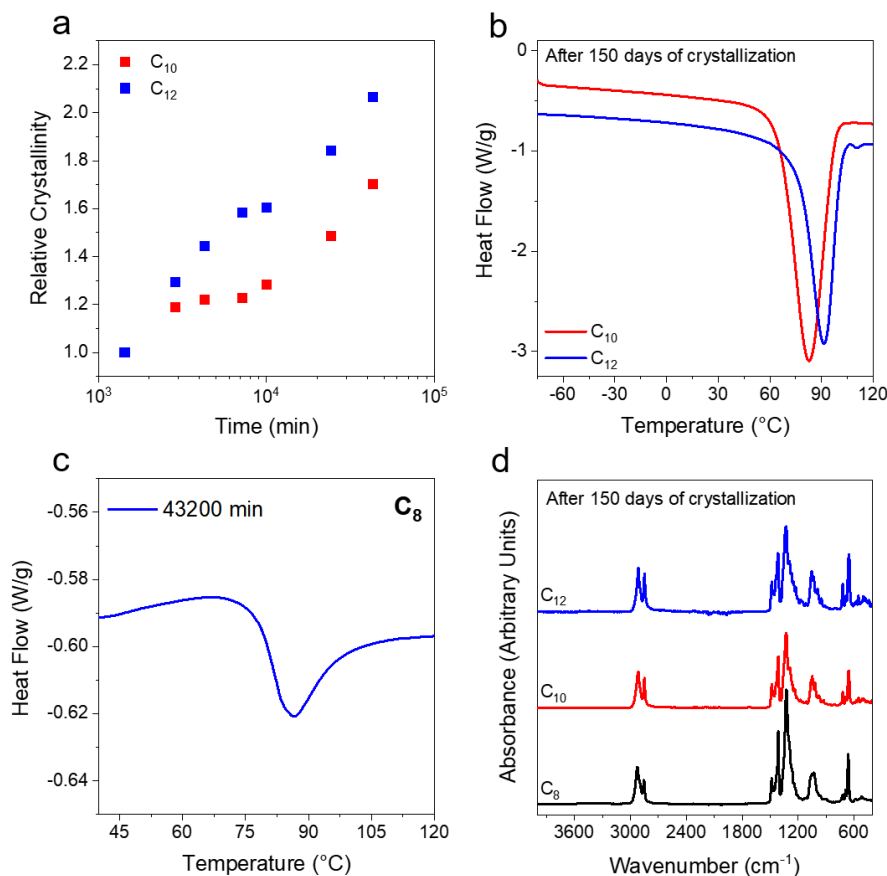 a
C₁₀
C₁₂
2.2
2.0
1.8
1.6
1.4
1.2
1.0
Relative Crystallinity
10³
10⁴
10⁵
Time (min)
b
After 150 days of crystallization
0
-1
-2
-3
Heat Flow (W/g)
C₁₀
C₁₂
-60
-30
0
30
60
90
120
Temperature (°C)
c
43200 min
C₈
-0.56
-0.58
-0.60
-0.62
-0.64
Heat Flow (W/g)
45
60
75
90
105
120
Temperature (°C)
d
After 150 days of crystallization
C₁₂
C₁₀
C₈
Absorbance (Arbitrary Units)
3600
3000
2400
1800
1200
600
Wavenumber (cm⁻¹)